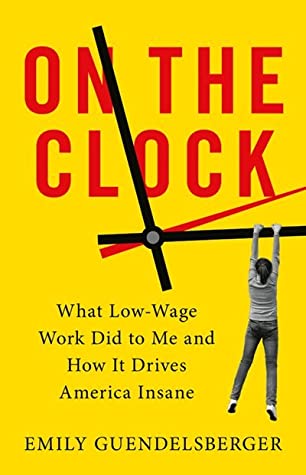 ON THE
CLOCK
What Low-Wage
Work Did to Me and
How It Drives
America Insane
EMILY GUENDELSBERGER